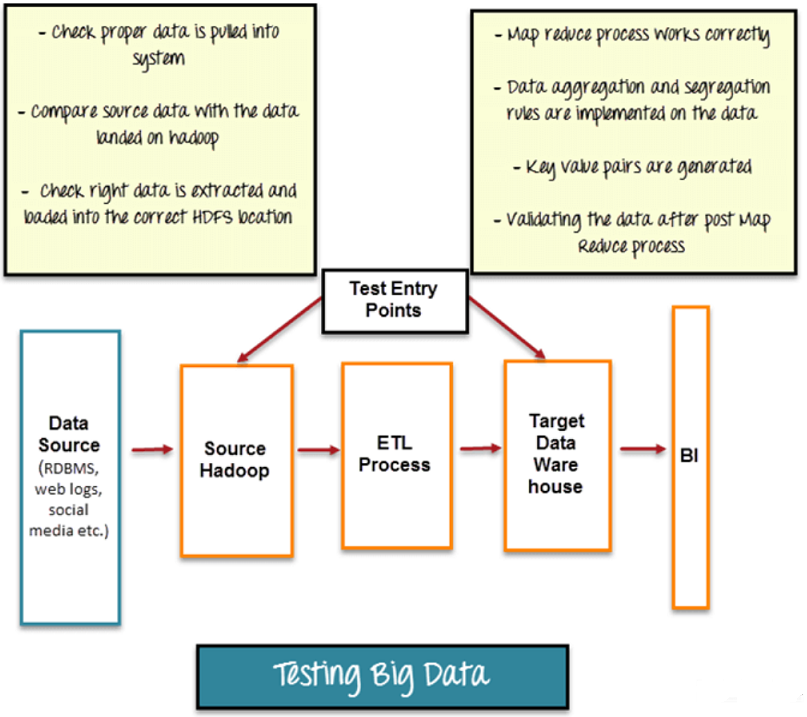 - Check proper data is pulled into
system
- Compare source data with the data
landed on hadoop
- Check right data is extracted and
loaded into the correct HDFS location
- Map reduce process works correctly
- Data aggregation and segregation
rules are implemented on the data
- Key Value pairs are generated
- Validating the data after post Map
Reduce process
Test Entry
Points
Data
Source
(RDBMS,
web logs,
social
media etc.)
Source
Hadoop
ETL
Process
Target
Data
Ware
house
BI
Testing Big Data